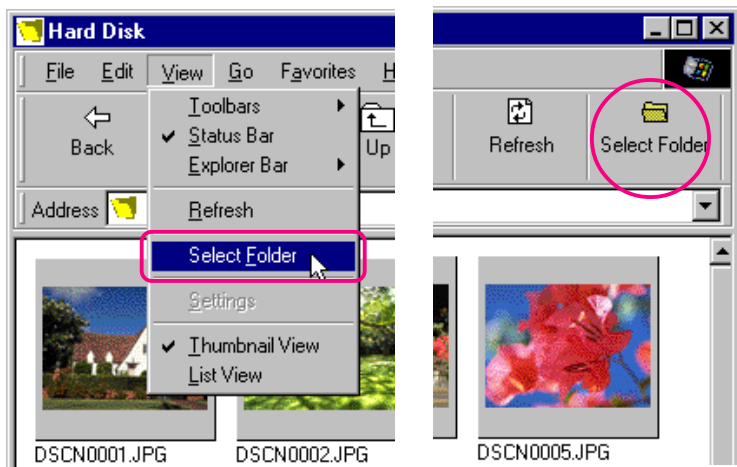 Hard Disk
File Edit View Go Favorites H
Back
Up
Refresh
Select Folder
Address
Toolbars
Status Bar
Explorer Bar
Refresh
Select Folder
Settings
Thumbnail View
List View
DSCN0001.JPG
DSCN0002.JPG
DSCN0005.JPG